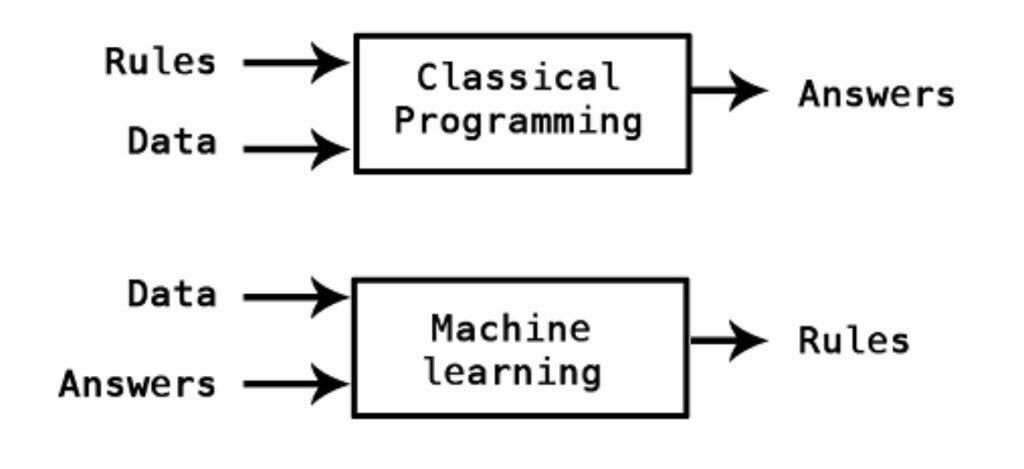 Rules
Data
Classical
Programming
Answers
Data
Answers
Machine
learning
Rules